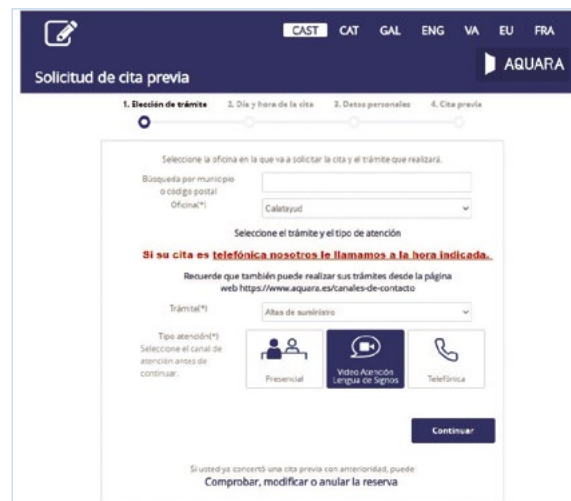 CAST CAT GAL ENG VA EU FRA
AQUARA
Solicitud de cita previa
1. Elección de trámite 2. Día y hora de la cita 3. Datos personales 4. Cita previa
Seleccione la oficina en la que va a solicitar la cita y el trámite que realizará.
Búsqueda por municipio
o código postal
Oficina(*)
Calatayud
Seleccione el trámite y el tipo de atención
Si su cita es telefónica nosotros le llamamos a la hora indicada.
Recuerde que también puede realizar sus trámites desde la página
web https://www.aquara.es/canales-de-contacto
Trámite(*)
Altas de suministro
Tipo atención(*)
Seleccione el canal de
atención antes de
continuar.
Presencial
Video Atención
Lengua de Signos
Telefónica
Continuar
Si usted ya concertó una cita previa con anterioridad, puede
Comprobar, modificar o anular la reserva